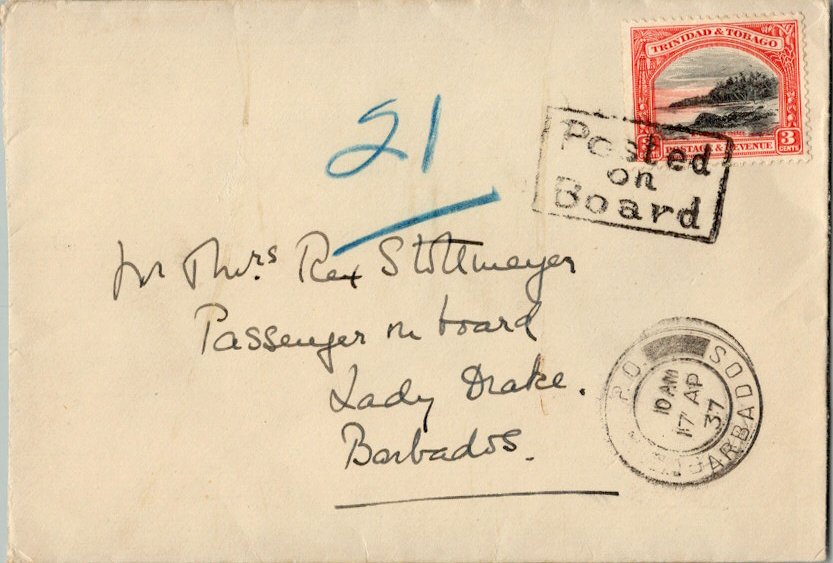 TRINIDAD & TOBAGO
3 CENTS
POSTAGE & REVENUE
Posted
on
Board
21
Mrs Rex Stollmeyer
Passenger on board
Lady Drake.
Barbados.
G.P.O. BARBADOS
10 AM
17 AP
37